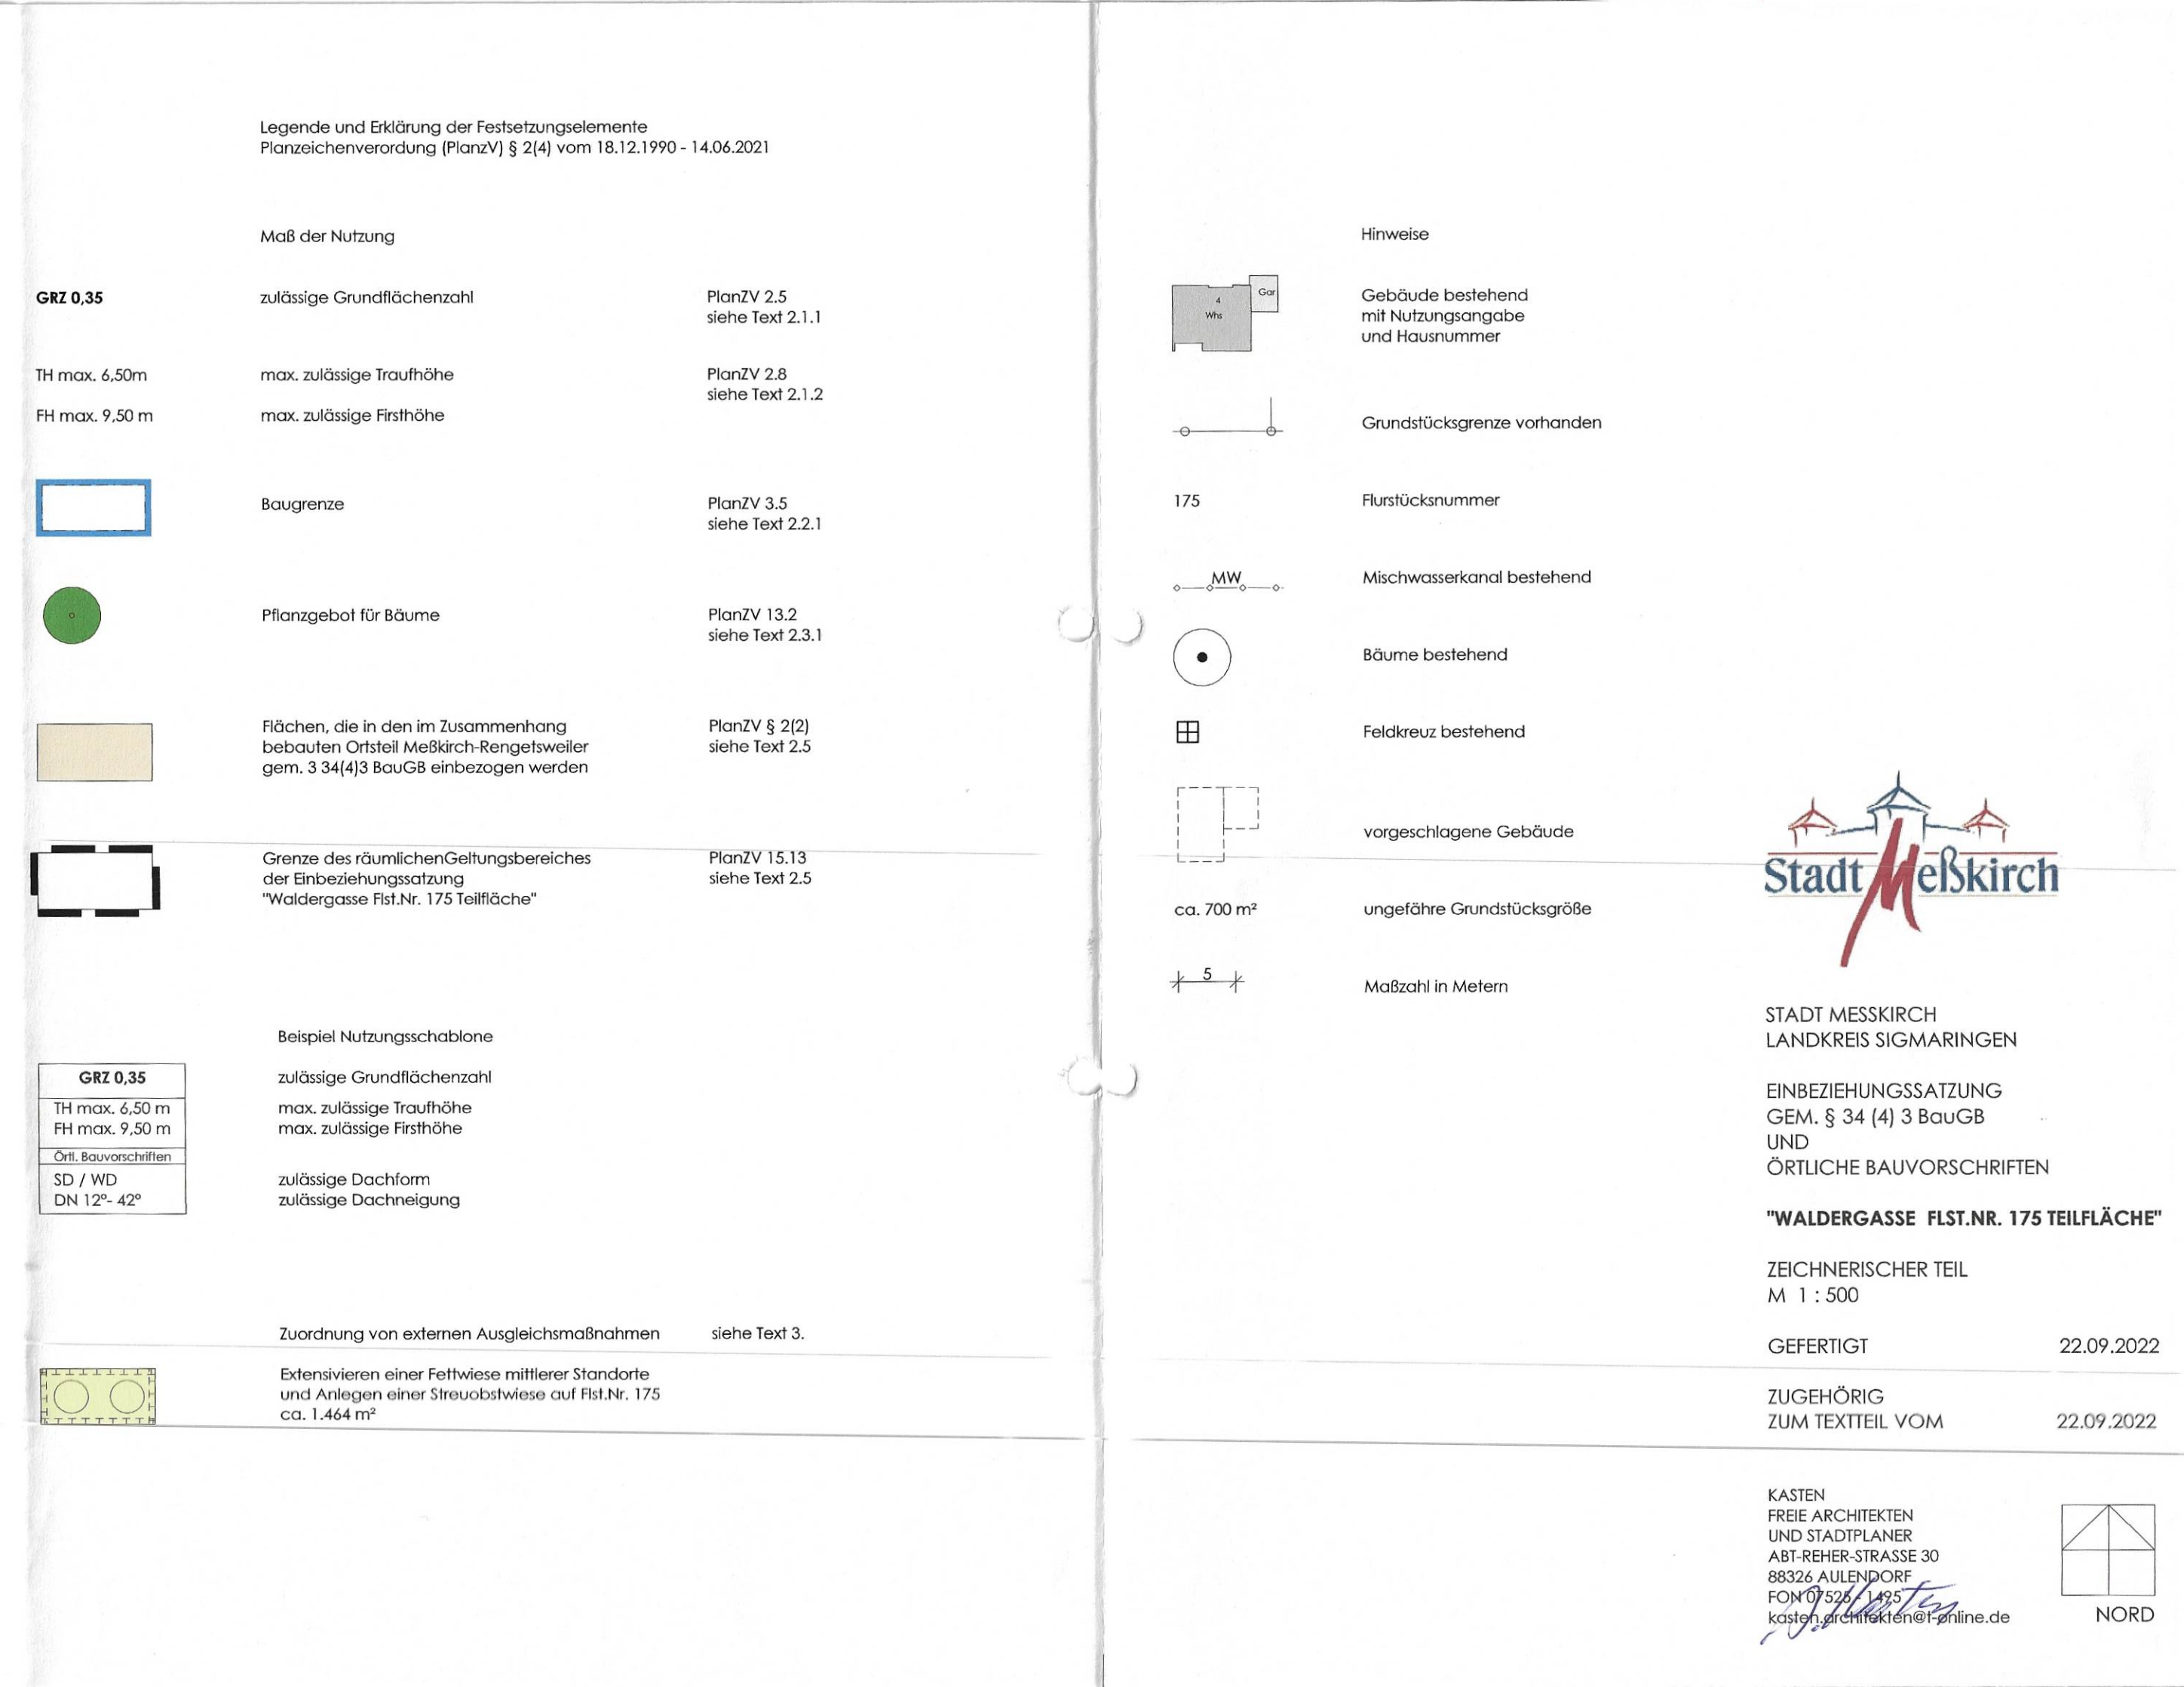 Legende und Erklärung der Festsetzungselemente
Planzeichenverordung (PlanzV) § 2(4) vom 18.12.1990 - 14.06.2021
Maß der Nutzung
GRZ 0,35 zulässige Grundflächenzahl PlanZV 2.5
siehe Text 2.1.1
TH max. 6,50m max. zulässige Traufhöhe PlanZV 2.8
siehe Text 2.1.2
FH max. 9,50 m max. zulässige Firsthöhe
Baugrenze PlanZV 3.5
siehe Text 2.2.1
Pflanzgebot für Bäume PlanZV 13.2
siehe Text 2.3.1
Flächen, die in den im Zusammenhang PlanZV § 2(2)
bebauten Ortsteil Meßkirch-Rengetsweiler siehe Text 2.5
gem. 3 34(4)3 BauGB einbezogen werden
Grenze des räumlichenGeltungsbereiches PlanZV 15.13
der Einbeziehungssatzung siehe Text 2.5
"Waldergasse Flst.Nr. 175 Teilfläche"
Beispiel Nutzungsschablone
GRZ 0,35 zulässige Grundflächenzahl
TH max. 6,50 m max. zulässige Traufhöhe
FH max. 9,50 m max. zulässige Firsthöhe
Örtl. Bauvorschriften
SD / WD zulässige Dachform
DN 12°- 42° zulässige Dachneigung
Zuordnung von externen Ausgleichsmaßnahmen siehe Text 3.
Extensivieren einer Fettwiese mittlerer Standorte
und Anlegen einer Streuobstwiese auf Flst.Nr. 175
ca. 1.464 m²
Hinweise
4
Whs
Gar
Gebäude bestehend
mit Nutzungsangabe
und Hausnummer
Grundstücksgrenze vorhanden
175 Flurstücksnummer
MW Mischwasserkanal bestehend
Bäume bestehend
Feldkreuz bestehend
vorgeschlagene Gebäude
ca. 700 m² ungefähre Grundstücksgröße
5 Maßzahl in Metern
Stadt Meßkirch
STADT MESSKIRCH
LANDKREIS SIGMARINGEN
EINBEZIEHUNGSSATZUNG
GEM. § 34 (4) 3 BauGB
UND
ÖRTLICHE BAUVORSCHRIFTEN
"WALDERGASSE FLST.NR. 175 TEILFLÄCHE"
ZEICHNERISCHER TEIL
M 1 : 500
GEFERTIGT 22.09.2022
ZUGEHÖRIG
ZUM TEXTTEIL VOM 22.09.2022
KASTEN
FREIE ARCHITEKTEN
UND STADTPLANER
ABT-REHER-STRASSE 30
88326 AULENDORF
FON 07525 / 1495
kasten.architekten@t-online.de
NORD